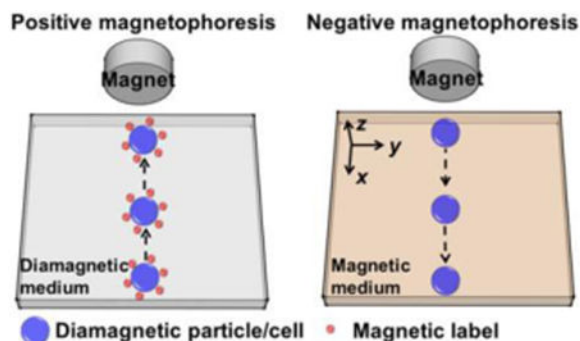 Positive magnetophoresis
Negative magnetophoresis
Magnet
Magnet
z
y
x
Diamagnetic
medium
Magnetic
medium
Diamagnetic particle/cell
Magnetic label